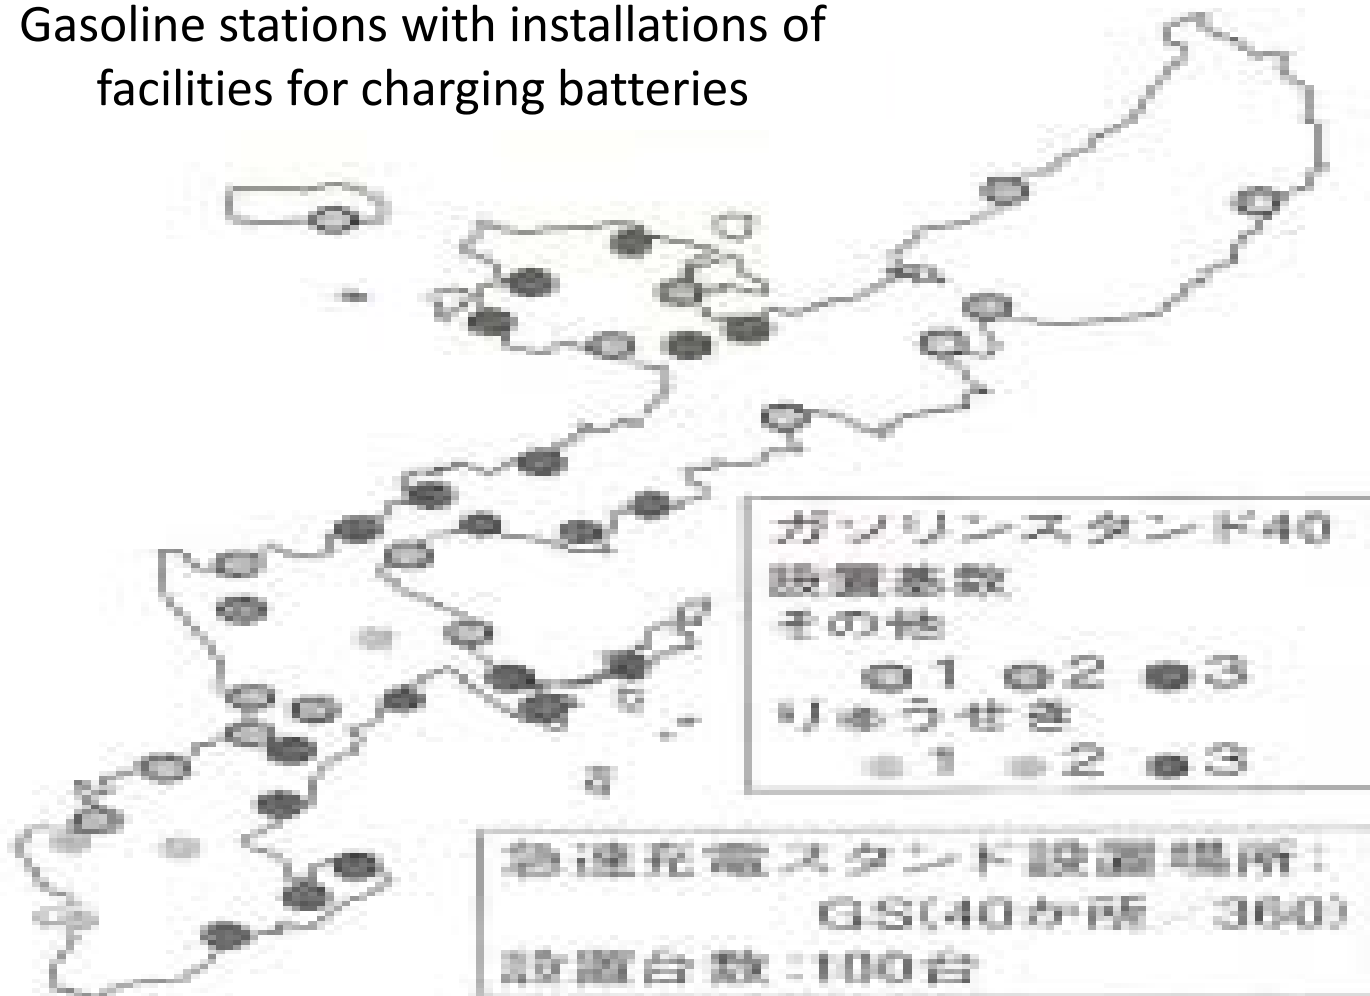 Gasoline stations with installations of
facilities for charging batteries
ガソリンスタンド40
設置基数
その他
1 2 3
りゅうせき
1 2 3
急速充電スタンド設置場所:
GS(40か所/360)
設置台数:100台